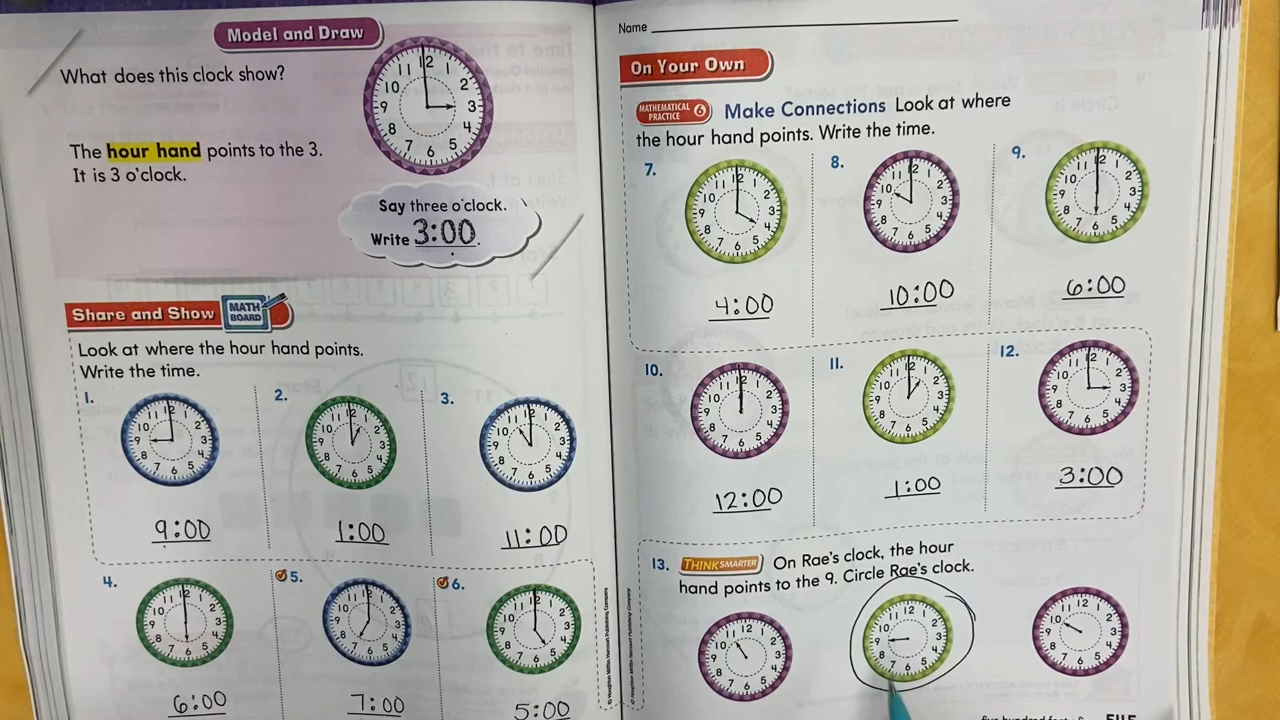 Model and Draw
What does this clock show?
The hour hand points to the 3.
It is 3 o'clock.
Say three o'clock.
Write 3:00.
Share and Show
MATH
BOARD
Look at where the hour hand points.
Write the time.
1.
2.
3.
9:00
1:00
11:00
4.
5.
6.
6:00
7:00
5:00
Name
On Your Own
MATHEMATICAL
PRACTICE 6
Make Connections Look at where
the hour hand points. Write the time.
7.
8.
9.
4:00
10:00
6:00
10.
11.
12.
12:00
1:00
3:00
13. THINK SMARTER On Rae's clock, the hour
hand points to the 9. Circle Rae's clock.